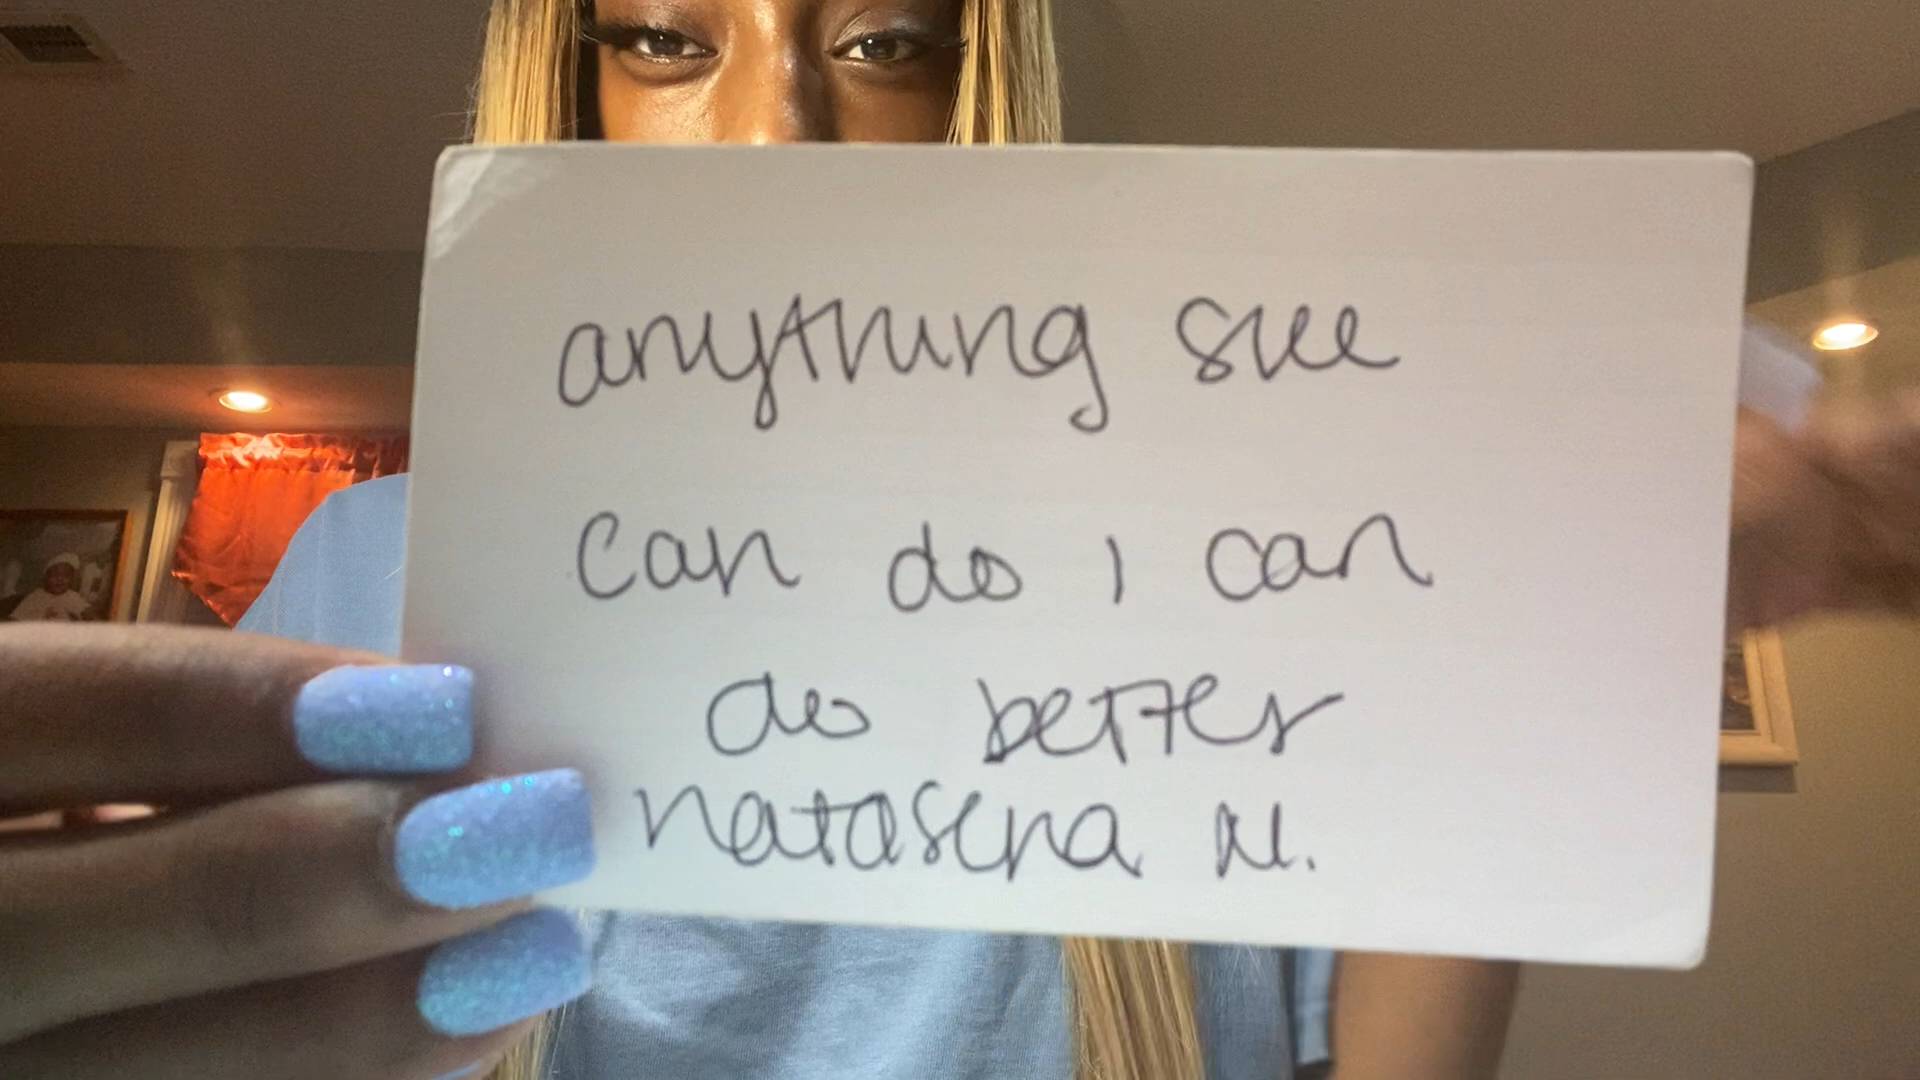 anything she
can do i can
do better
natasha N.